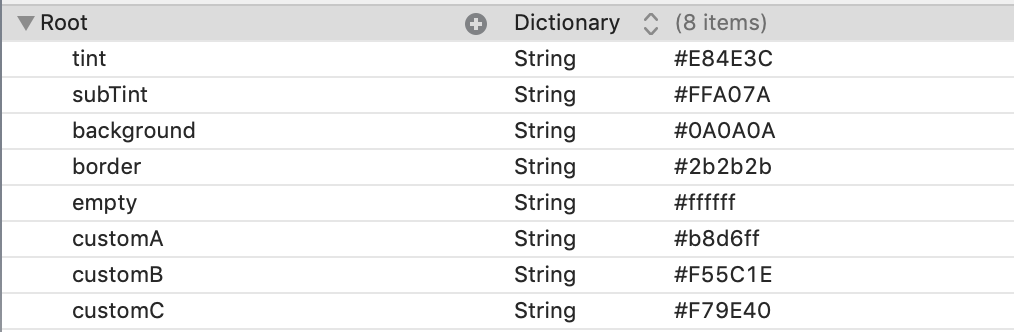 Root Dictionary (8 items)
tint String #E84E3C
subTint String #FFA07A
background String #0A0A0A
border String #2b2b2b
empty String #ffffff
customA String #b8d6ff
customB String #F55C1E
customC String #F79E40